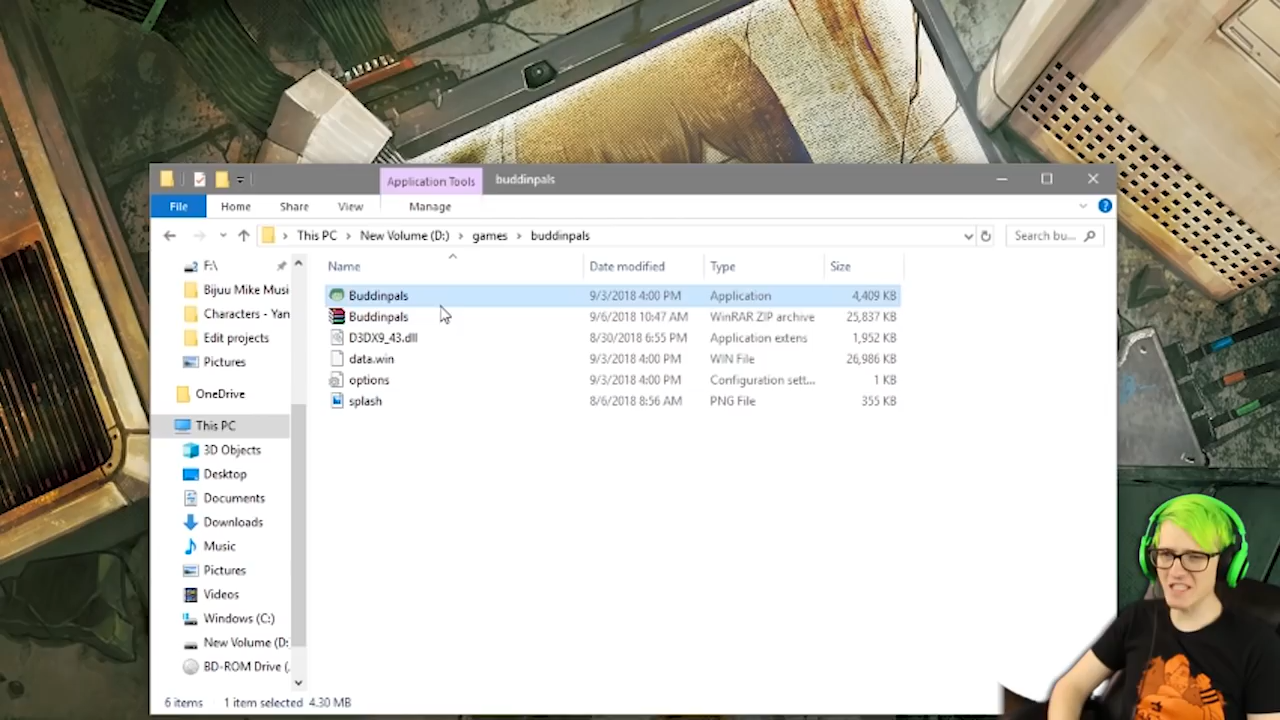 Application Tools buddinpals
File Home Share View Manage
This PC New Volume (D:) games buddinpals Search bu...
Name Date modified Type Size
F:\
Bijuu Mike Musi
Characters - Yan
Edit projects
Pictures
OneDrive
This PC
3D Objects
Desktop
Documents
Downloads
Music
Pictures
Videos
Windows (C:)
New Volume (D:
BD-ROM Drive (.
Buddinpals 9/3/2018 4:00 PM Application 4,409 KB
Buddinpals 9/6/2018 10:47 AM WinRAR ZIP archive 25,837 KB
D3DX9_43.dll 8/30/2018 6:55 PM Application extens 1,952 KB
data.win 9/3/2018 4:00 PM WIN File 26,986 KB
options 9/3/2018 4:00 PM Configuration sett... 1 KB
splash 8/6/2018 8:56 AM PNG File 355 KB
6 items 1 item selected 4.30 MB